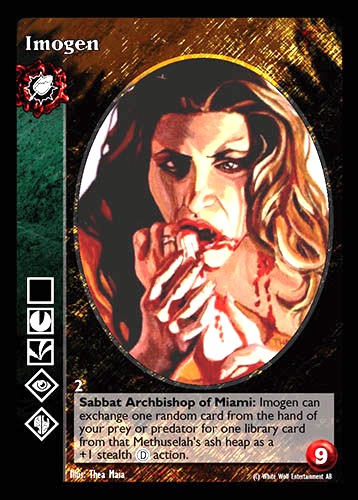 Imogen
2
Sabbat Archbishop of Miami: Imogen can
exchange one random card from the hand of
your prey or predator for one library card
from that Methuselah's ash heap as a
+1 stealth Ⓓ action.
9
Illus: Thea Maia
(C) White Wolf Entertainment AB